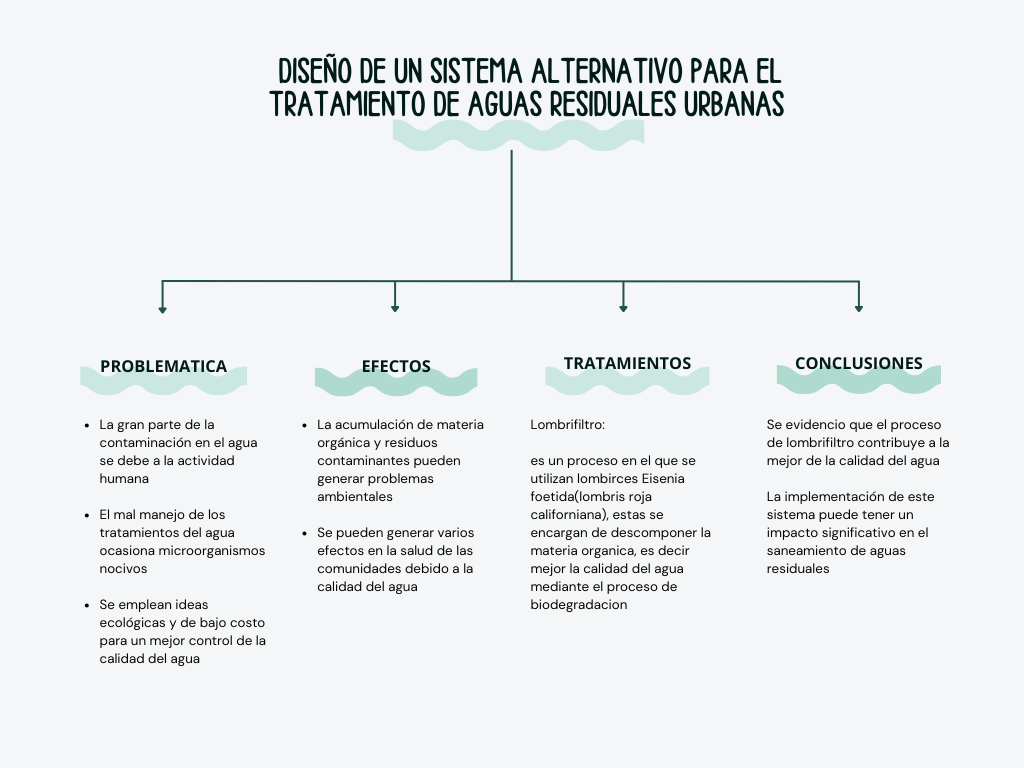 DISEÑO DE UN SISTEMA ALTERNATIVO PARA EL
TRATAMIENTO DE AGUAS RESIDUALES URBANAS
PROBLEMATICA
• La gran parte de la
contaminación en el agua
se debe a la actividad
humana
• El mal manejo de los
tratamientos del agua
ocasiona microorganismos
nocivos
• Se emplean ideas
ecológicas y de bajo costo
para un mejor control de la
calidad del agua
EFECTOS
• La acumulación de materia
orgánica y residuos
contaminantes pueden
generar problemas
ambientales
• Se pueden generar varios
efectos en la salud de las
comunidades debido a la
calidad del agua
TRATAMIENTOS
Lombrifiltro:
es un proceso en el que se
utilizan lombirces Eisenia
foetida(lombris roja
californiana), estas se
encargan de descomponer la
materia organica, es decir
mejor la calidad del agua
mediante el proceso de
biodegradacion
CONCLUSIONES
Se evidencio que el proceso
de lombrifiltro contribuye a la
mejor de la calidad del agua
La implementación de este
sistema puede tener un
impacto significativo en el
saneamiento de aguas
residuales